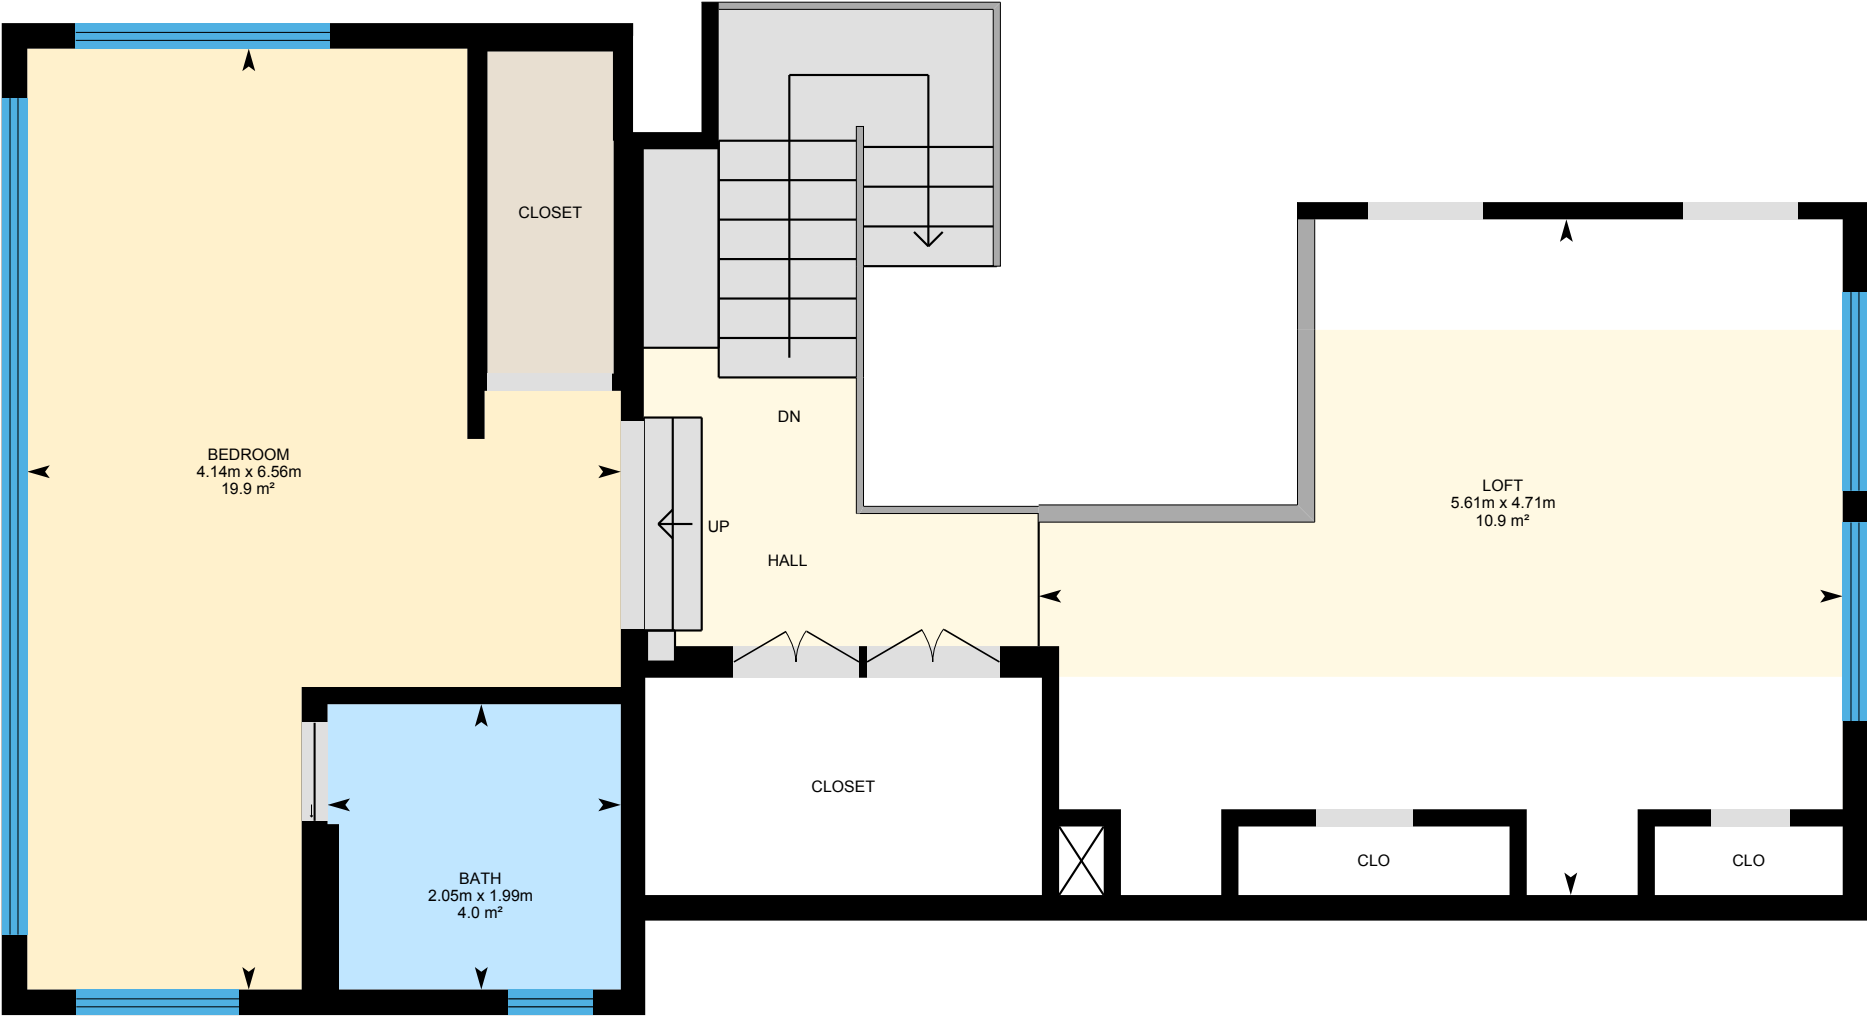 CLOSET
DN
BEDROOM
4.14m x 6.56m
19.9 m²
LOFT
5.61m x 4.71m
10.9 m²
UP
HALL
CLOSET
BATH
2.05m x 1.99m
4.0 m²
CLO
CLO